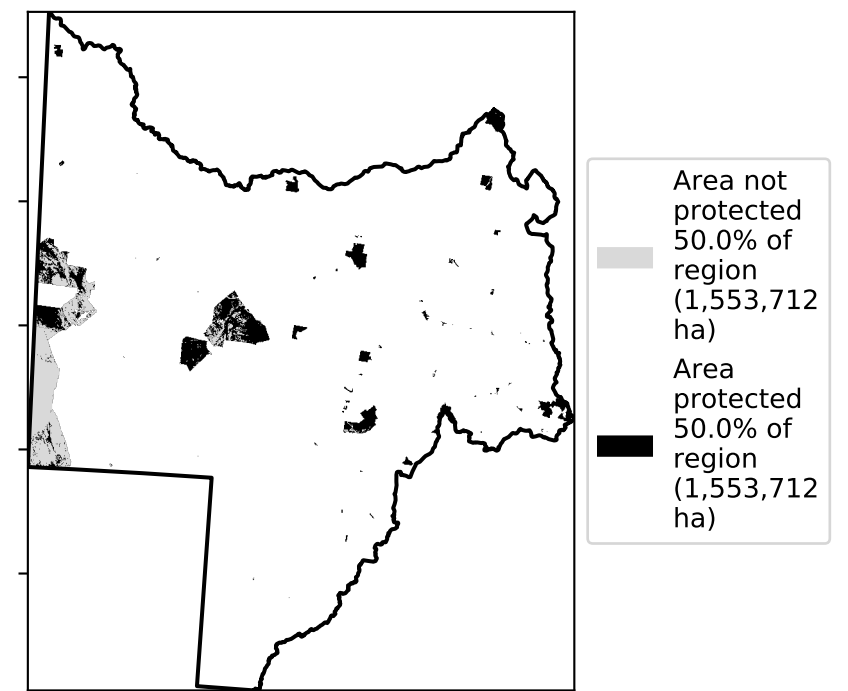 Area not
protected
50.0% of
region
(1,553,712
ha)
Area
protected
50.0% of
region
(1,553,712
ha)